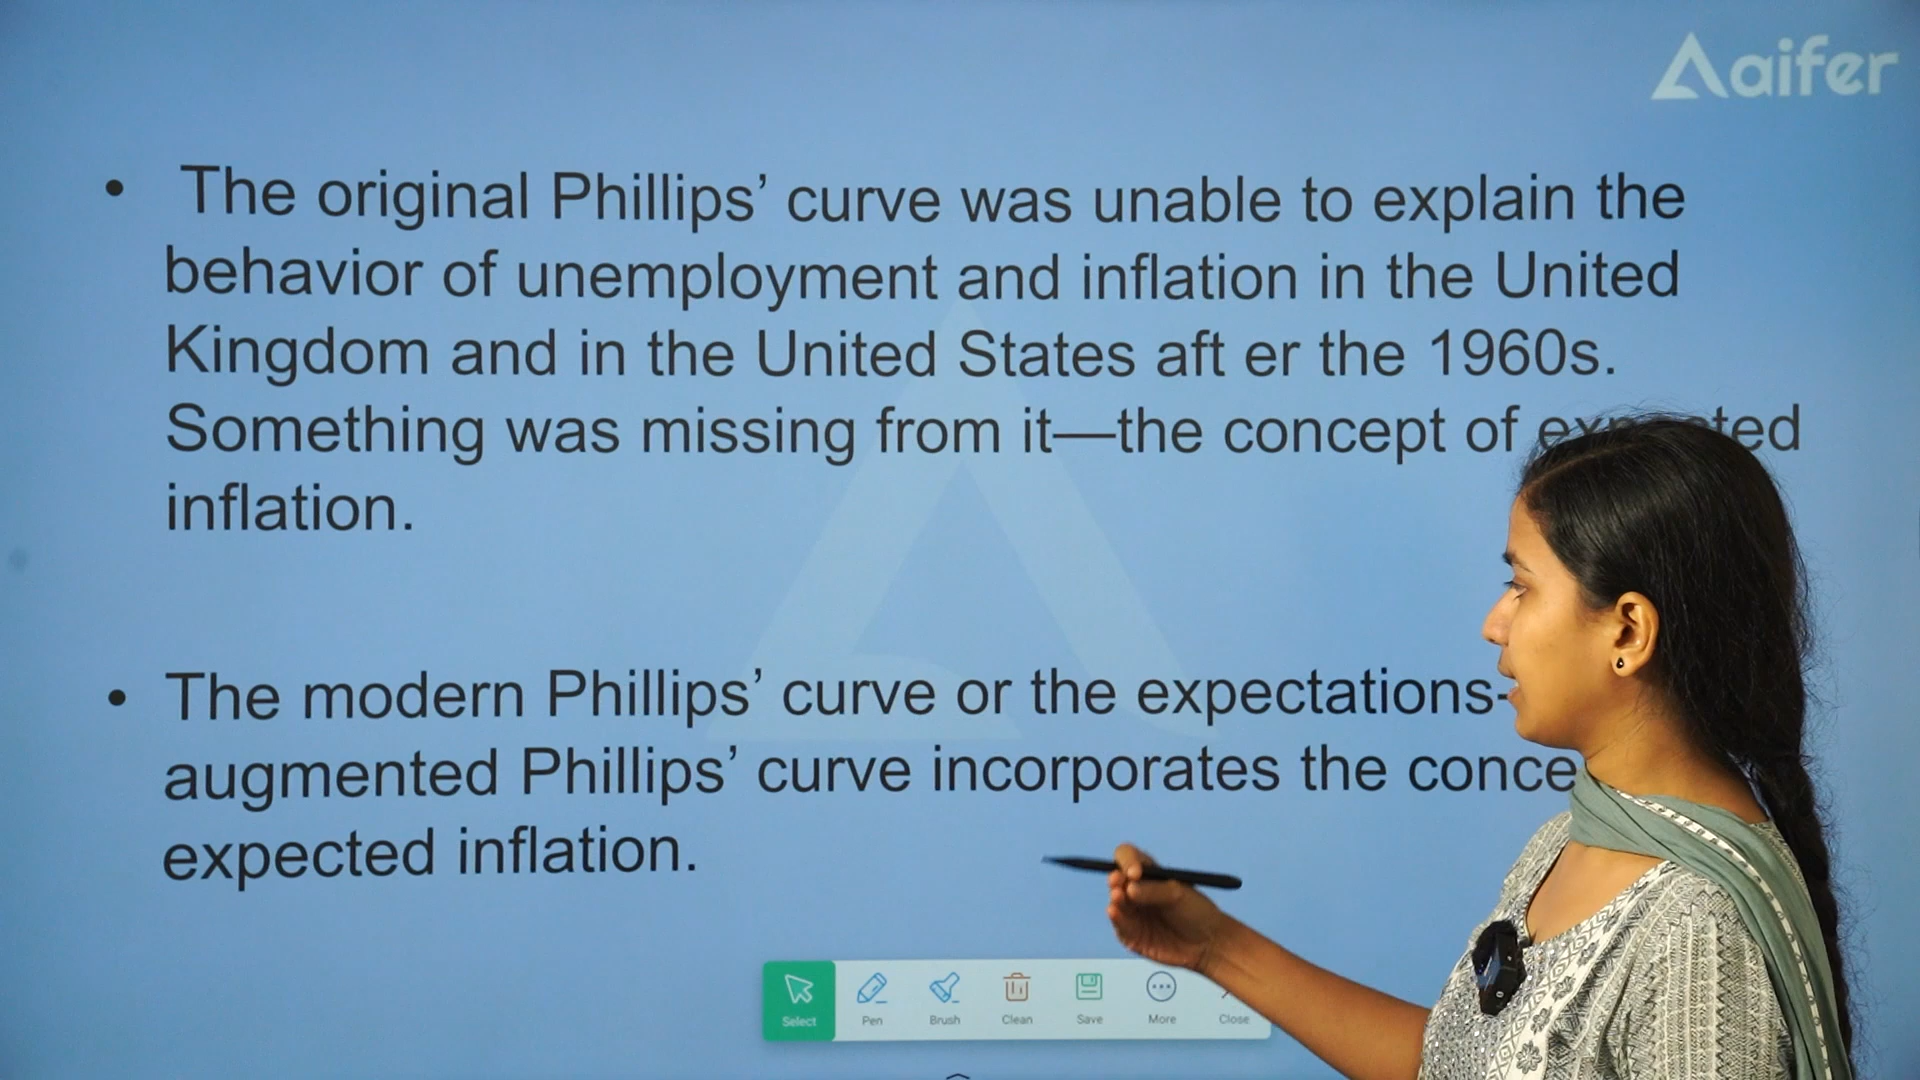 aifer
• The original Phillips’ curve was unable to explain the
behavior of unemployment and inflation in the United
Kingdom and in the United States aft er the 1960s.
Something was missing from it—the concept of
inflation.
• The modern Phillips’ curve or the expectations-
augmented Phillips’ curve incorporates the
expected inflation.
Select Pen Brush Clean Save More Close